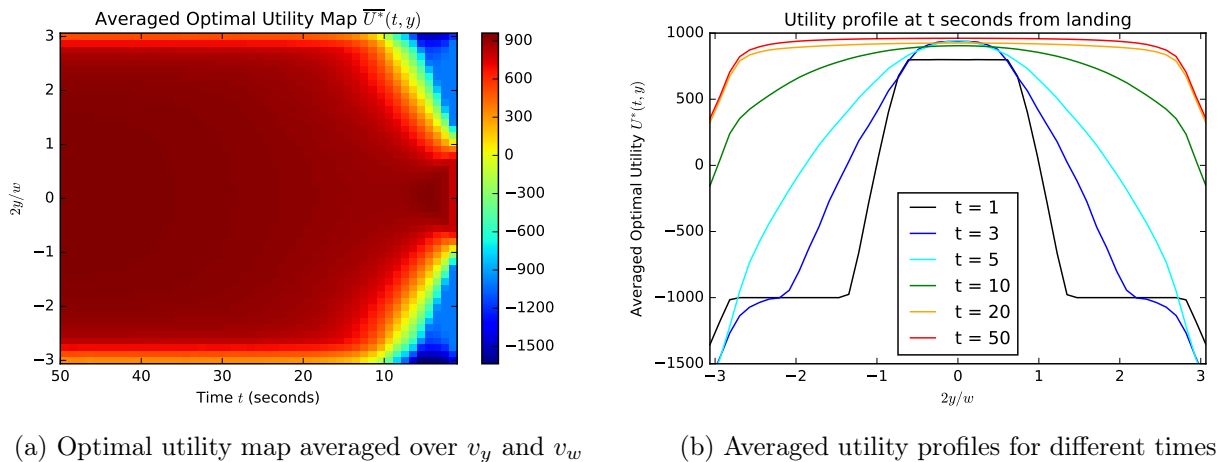 Averaged Optimal Utility Map $\overline{U^*}(t, y)$
3
2
1
0
−1
−2
−3
2y/w
50
40
30
20
10
Time t (seconds)
900
600
300
0
−300
−600
−900
−1200
−1500
(a) Optimal utility map averaged over $v_y$ and $v_w$
Utility profile at t seconds from landing
1000
500
0
−500
−1000
−1500
Averaged Optimal Utility $U^*(t, y)$
−3
−2
−1
0
1
2
3
2y/w
t = 1
t = 3
t = 5
t = 10
t = 20
t = 50
(b) Averaged utility profiles for different times